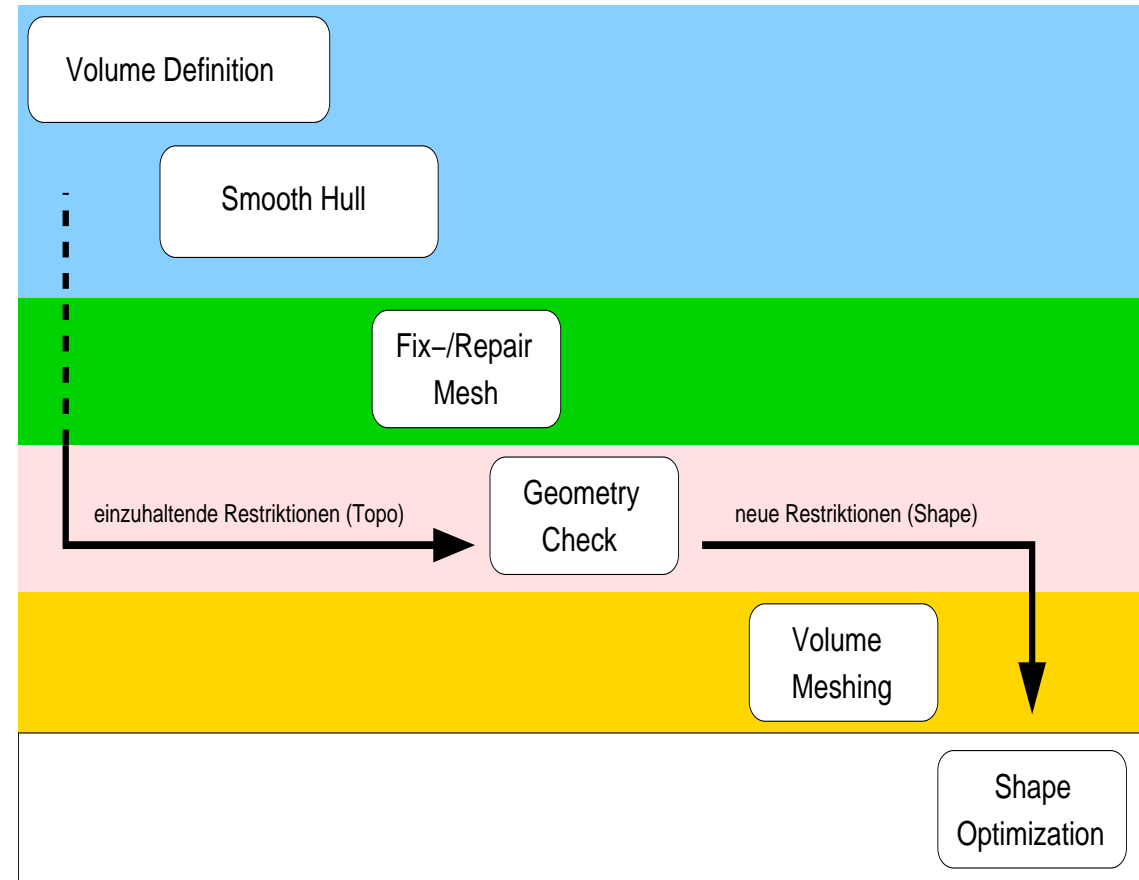 Volume Definition
Smooth Hull
Fix−/Repair
Mesh
einzuhaltende Restriktionen (Topo)
Geometry
Check
neue Restriktionen (Shape)
Volume
Meshing
Shape
Optimization